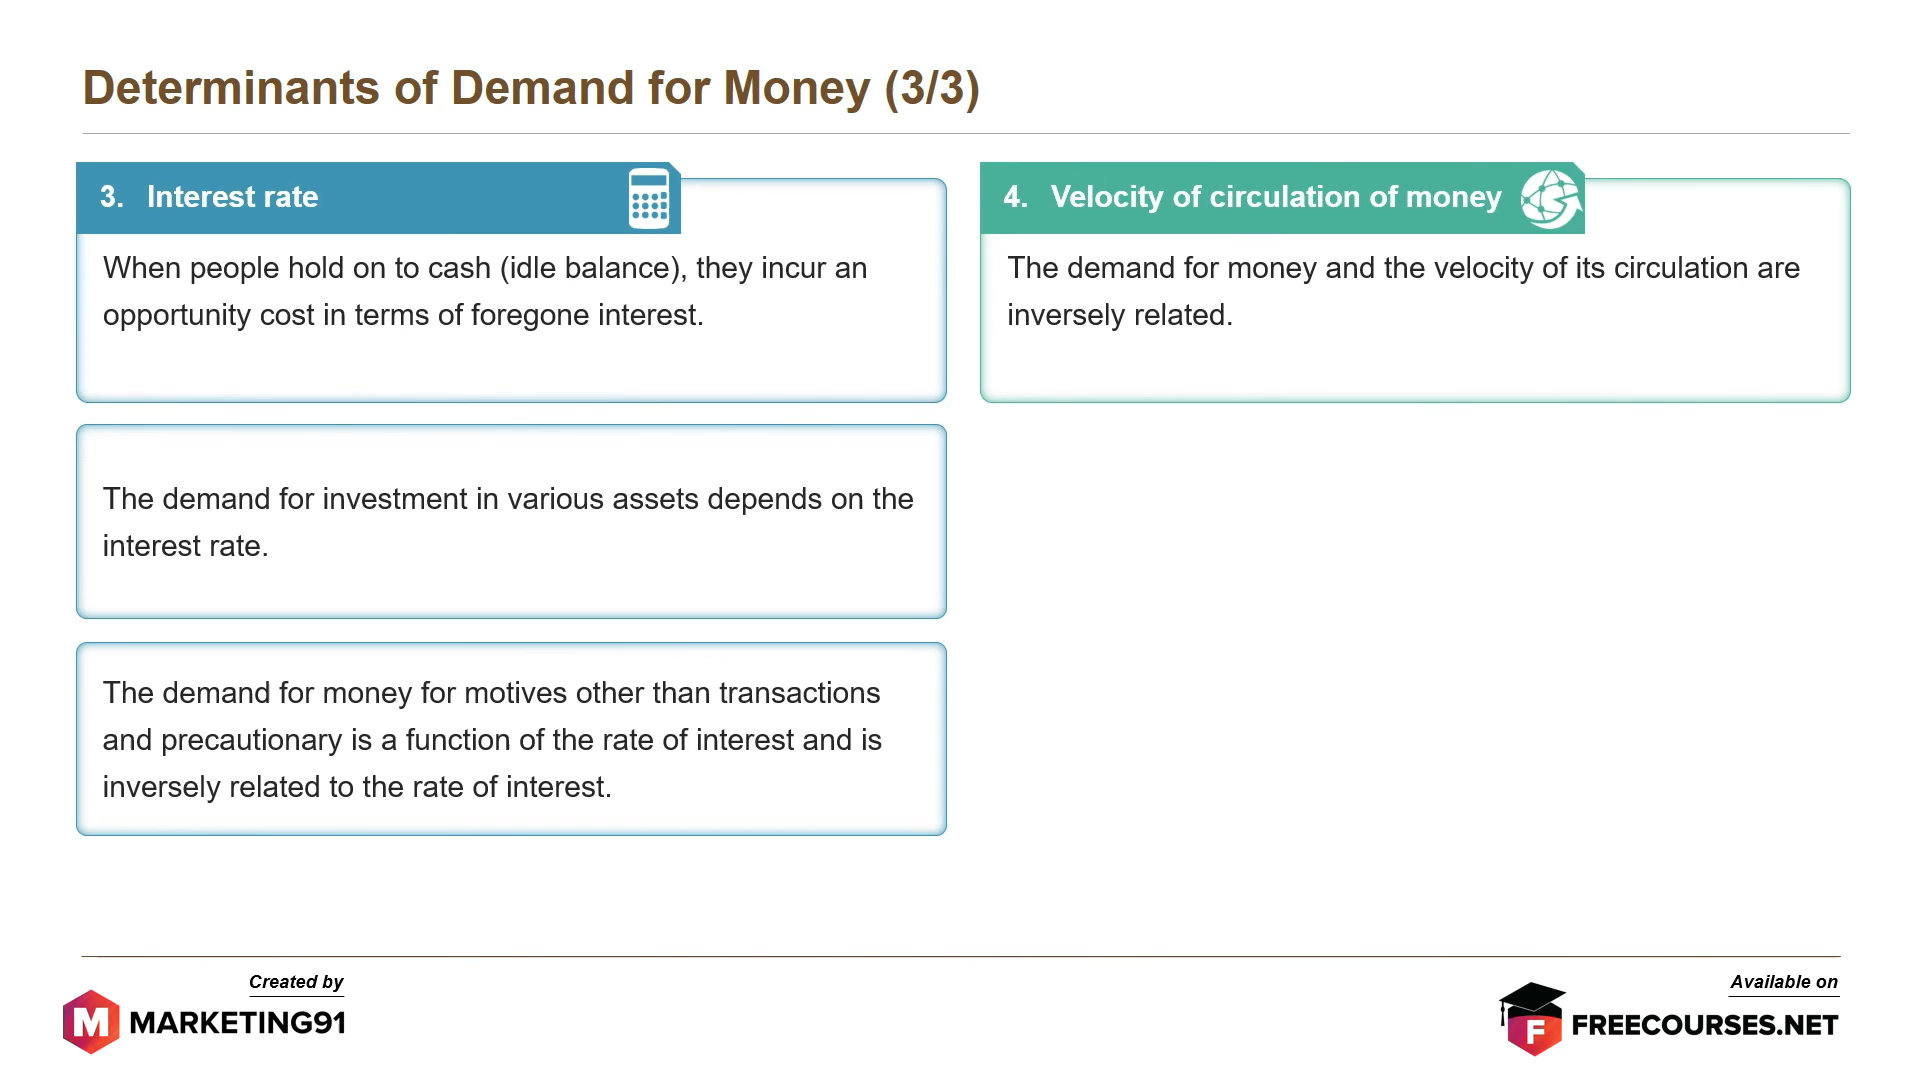 Determinants of Demand for Money (3/3)
3. Interest rate
When people hold on to cash (idle balance), they incur an
opportunity cost in terms of foregone interest.
The demand for investment in various assets depends on the
interest rate.
The demand for money for motives other than transactions
and precautionary is a function of the rate of interest and is
inversely related to the rate of interest.
4. Velocity of circulation of money
The demand for money and the velocity of its circulation are
inversely related.
Created by
M MARKETING91
Available on
F FREECOURSES.NET